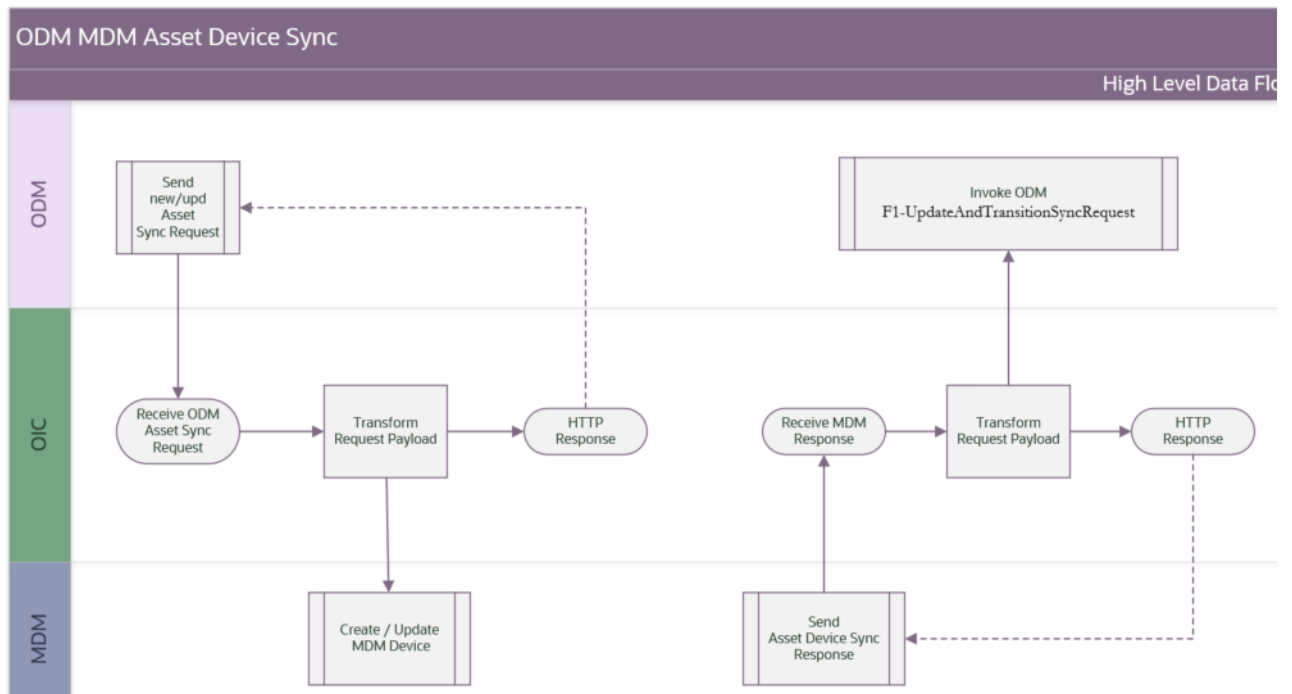 ODM MDM Asset Device Sync
High Level Data Flo
ODM
Send
new/upd
Asset
Sync Request
Invoke ODM
F1-UpdateAndTransitionSyncRequest
OIC
Receive ODM
Asset Sync
Request
Transform
Request Payload
HTTP
Response
Receive MDM
Response
Transform
Request Payload
HTTP
Response
MDM
Create / Update
MDM Device
Send
Asset Device Sync
Response